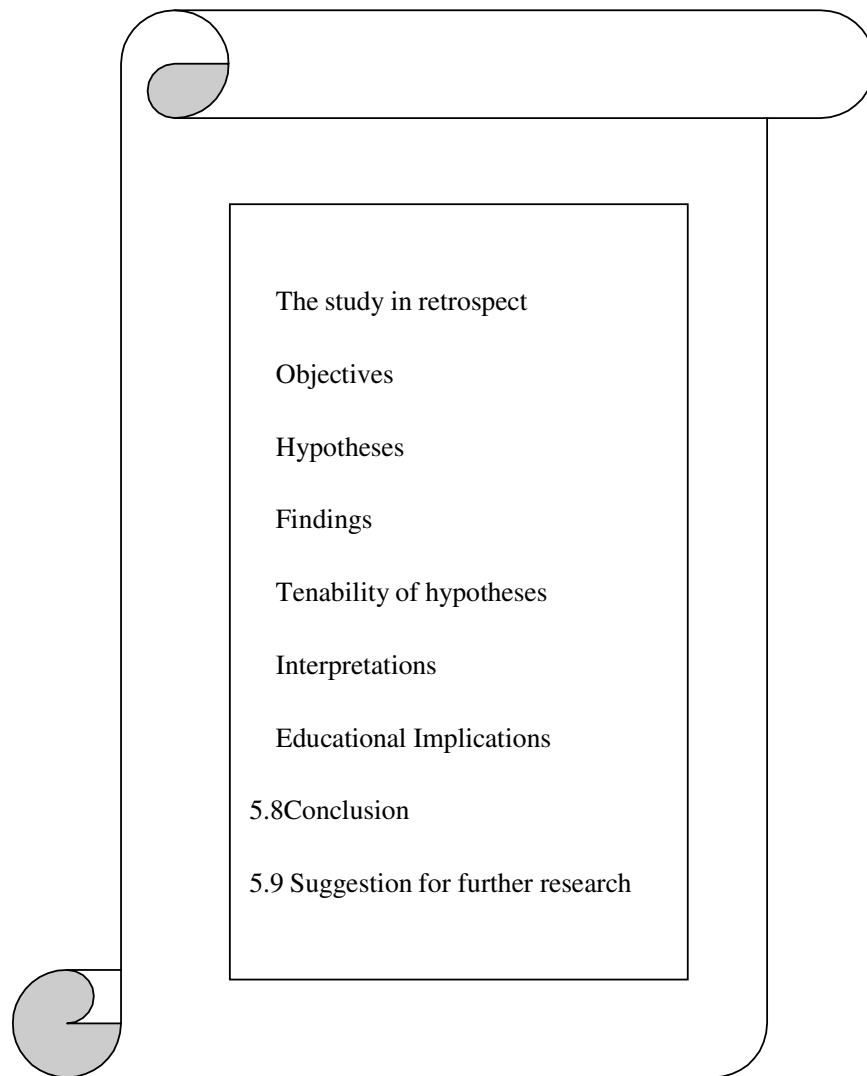 The study in retrospect
Objectives
Hypotheses
Findings
Tenability of hypotheses
Interpretations
Educational Implications
5.8Conclusion
5.9 Suggestion for further research